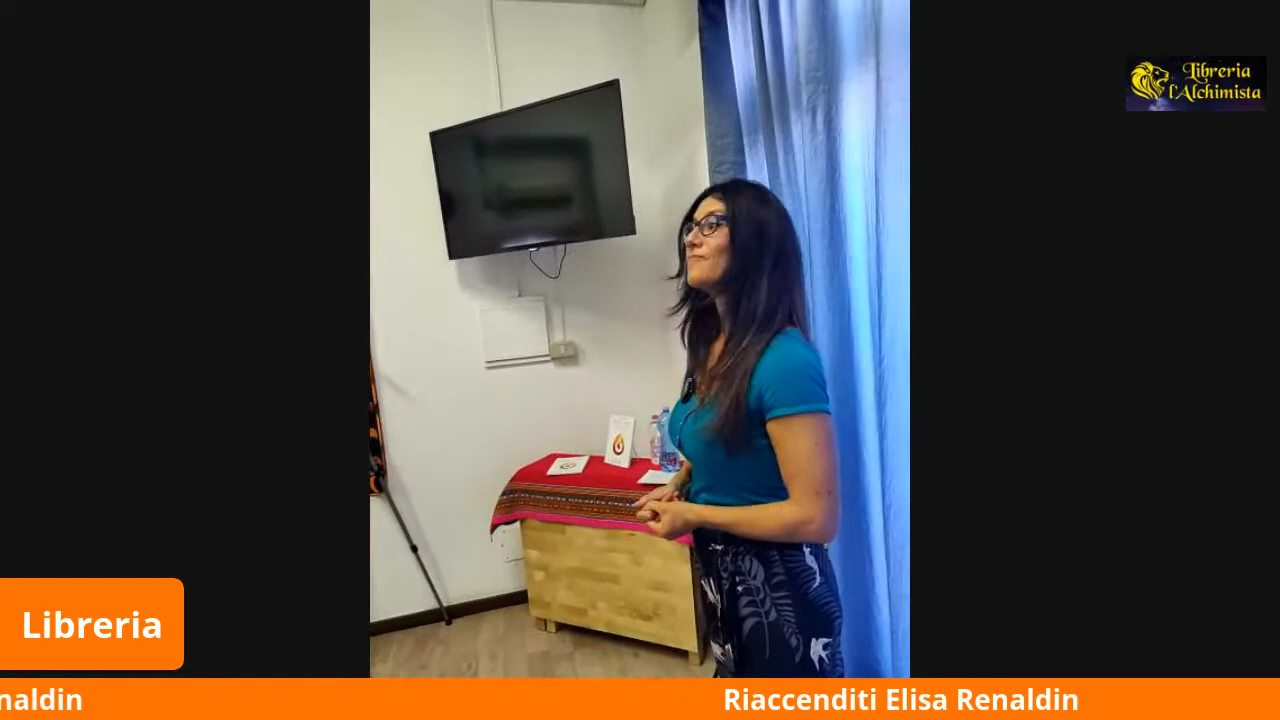 Libreria
l'Alchimista
Libreria
naldin
Riaccenditi Elisa Renaldin